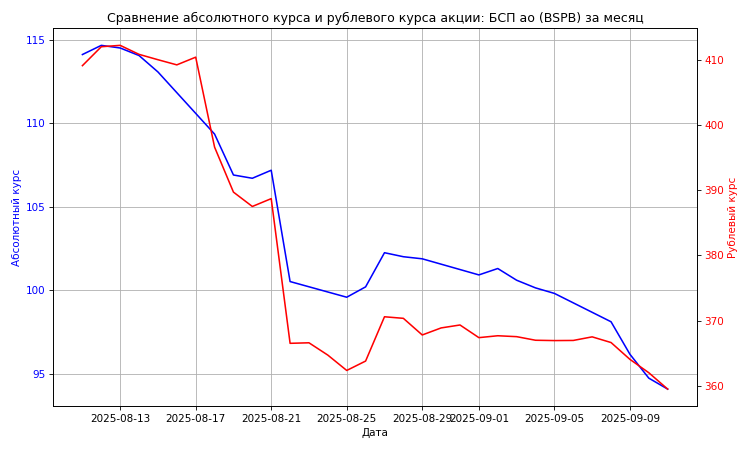 Сравнение абсолютного курса и рублевого курса акции: БСП ао (BSPB) за месяц
115
110
105
100
95
Абсолютный курс
410
400
390
380
370
360
Рублевый курс
2025-08-13 2025-08-17 2025-08-21 2025-08-25 2025-08-29 2025-09-01 2025-09-05 2025-09-09
Дата